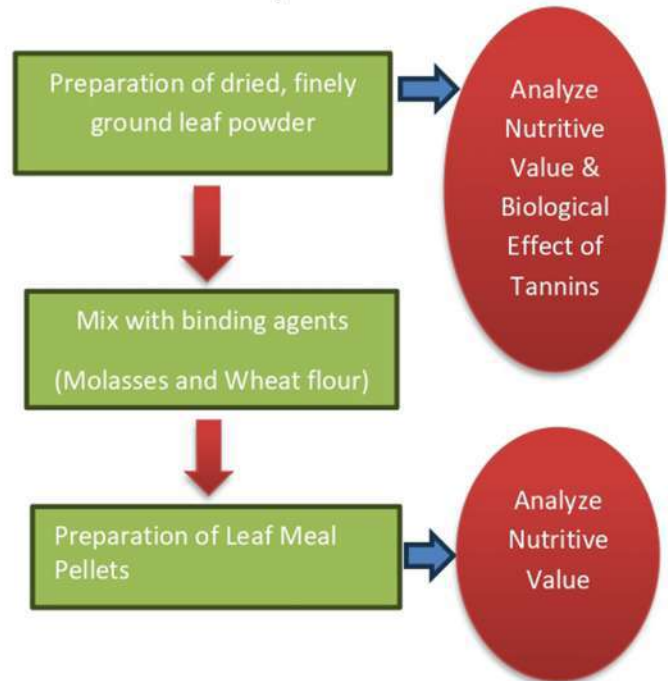 Preparation of dried, finely
ground leaf powder
Analyze
Nutritive
Value &
Biological
Effect of
Tannins
Mix with binding agents
(Molasses and Wheat flour)
Preparation of Leaf Meal
Pellets
Analyze
Nutritive
Value